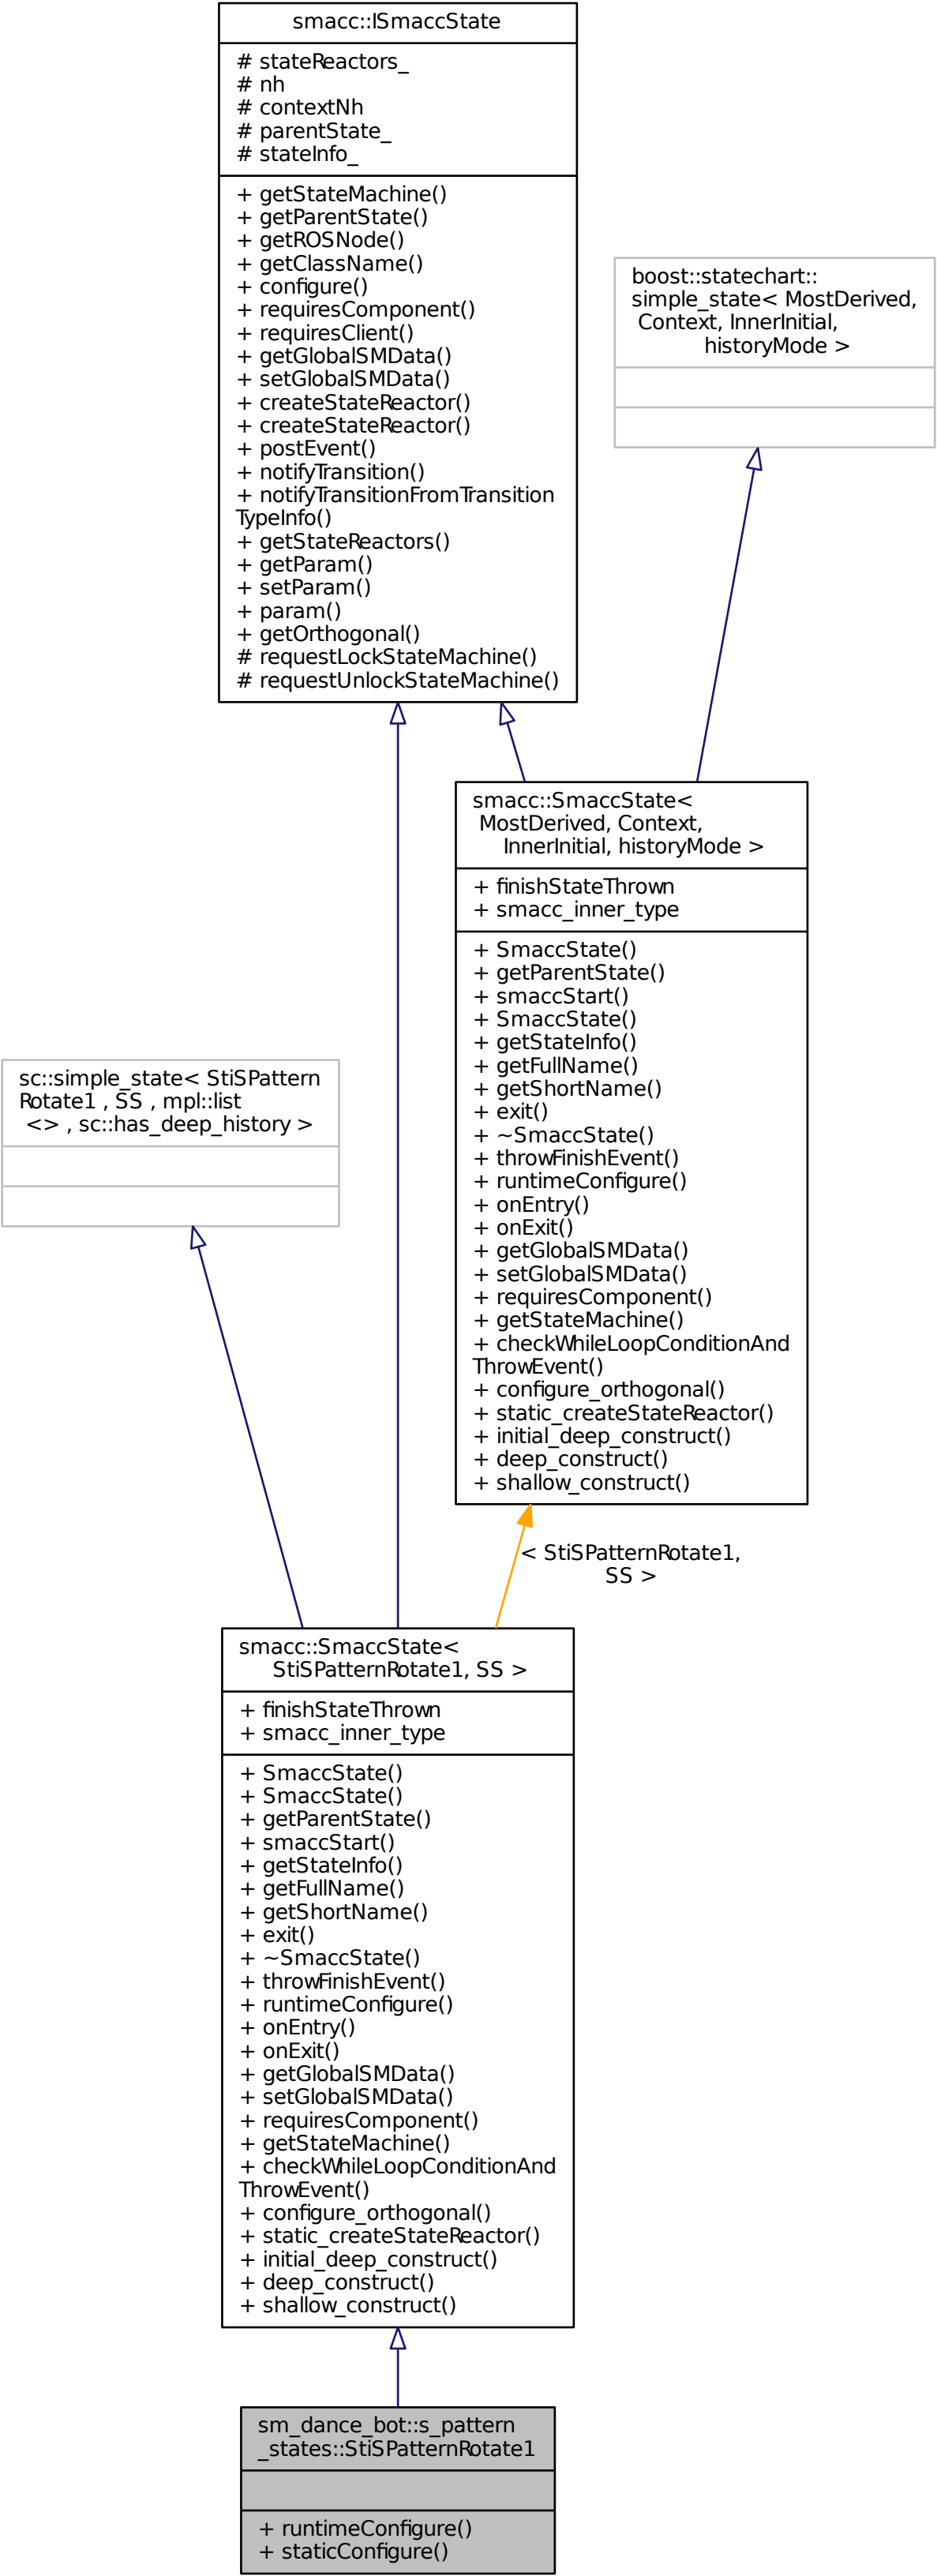 smacc::ISmaccState
# stateReactors_
# nh
# contextNh
# parentState_
# stateInfo_
+ getStateMachine()
+ getParentState()
+ getROSNode()
+ getClassName()
+ configure()
+ requiresComponent()
+ requiresClient()
+ getGlobalSMData()
+ setGlobalSMData()
+ createStateReactor()
+ createStateReactor()
+ postEvent()
+ notifyTransition()
+ notifyTransitionFromTransition
TypeInfo()
+ getStateReactors()
+ getParam()
+ setParam()
+ param()
+ getOrthogonal()
# requestLockStateMachine()
# requestUnlockStateMachine()
boost::statechart::
simple_state< MostDerived,
Context, InnerInitial,
historyMode >
smacc::SmaccState<
MostDerived, Context,
InnerInitial, historyMode >
+ finishStateThrown
+ smacc_inner_type
+ SmaccState()
+ getParentState()
+ smaccStart()
+ SmaccState()
+ getStateInfo()
+ getFullName()
+ getShortName()
+ exit()
+ ~SmaccState()
+ throwFinishEvent()
+ runtimeConfigure()
+ onEntry()
+ onExit()
+ getGlobalSMData()
+ setGlobalSMData()
+ requiresComponent()
+ getStateMachine()
+ checkWhileLoopConditionAnd
ThrowEvent()
+ configure_orthogonal()
+ static_createStateReactor()
+ initial_deep_construct()
+ deep_construct()
+ shallow_construct()
sc::simple_state< StiSPattern
Rotate1 , SS , mpl::list
<> , sc::has_deep_history >
< StiSPatternRotate1,
SS >
smacc::SmaccState<
StiSPatternRotate1, SS >
+ finishStateThrown
+ smacc_inner_type
+ SmaccState()
+ SmaccState()
+ getParentState()
+ smaccStart()
+ getStateInfo()
+ getFullName()
+ getShortName()
+ exit()
+ ~SmaccState()
+ throwFinishEvent()
+ runtimeConfigure()
+ onEntry()
+ onExit()
+ getGlobalSMData()
+ setGlobalSMData()
+ requiresComponent()
+ getStateMachine()
+ checkWhileLoopConditionAnd
ThrowEvent()
+ configure_orthogonal()
+ static_createStateReactor()
+ initial_deep_construct()
+ deep_construct()
+ shallow_construct()
sm_dance_bot::s_pattern
_states::StiSPatternRotate1
+ runtimeConfigure()
+ staticConfigure()